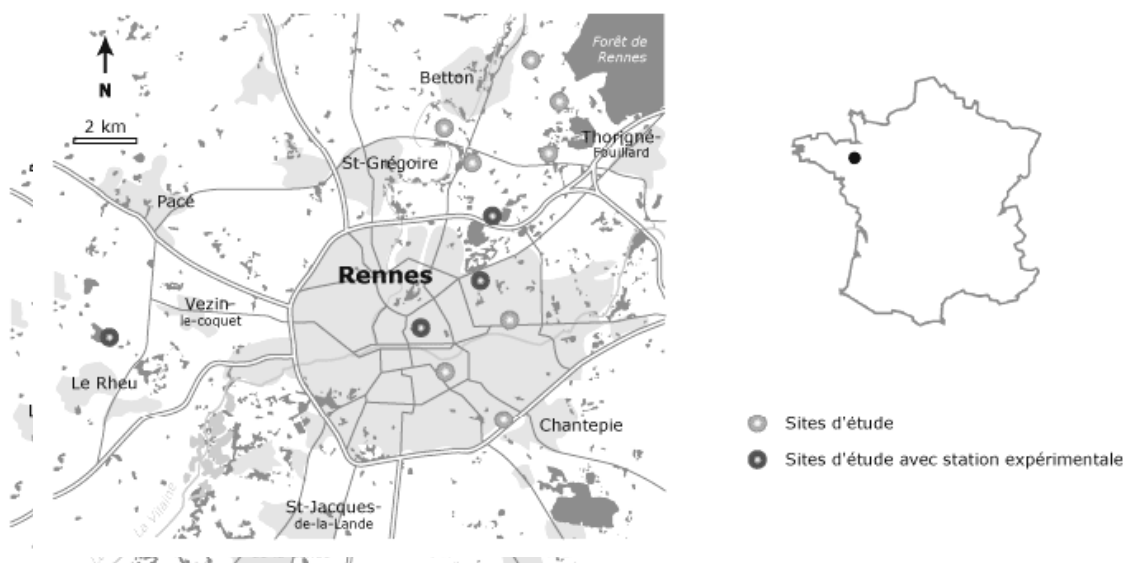 Forêt de
Rennes
Betton
N
2 km
Thorigné-
Fouillard
St-Grégoire
Pacé
Rennes
Vezin-
le-coquet
Le Rheu
L
Chantepie
La Vilaine
St-Jacques-
de-la-Lande
Sites d'étude
Sites d'étude avec station expérimentale